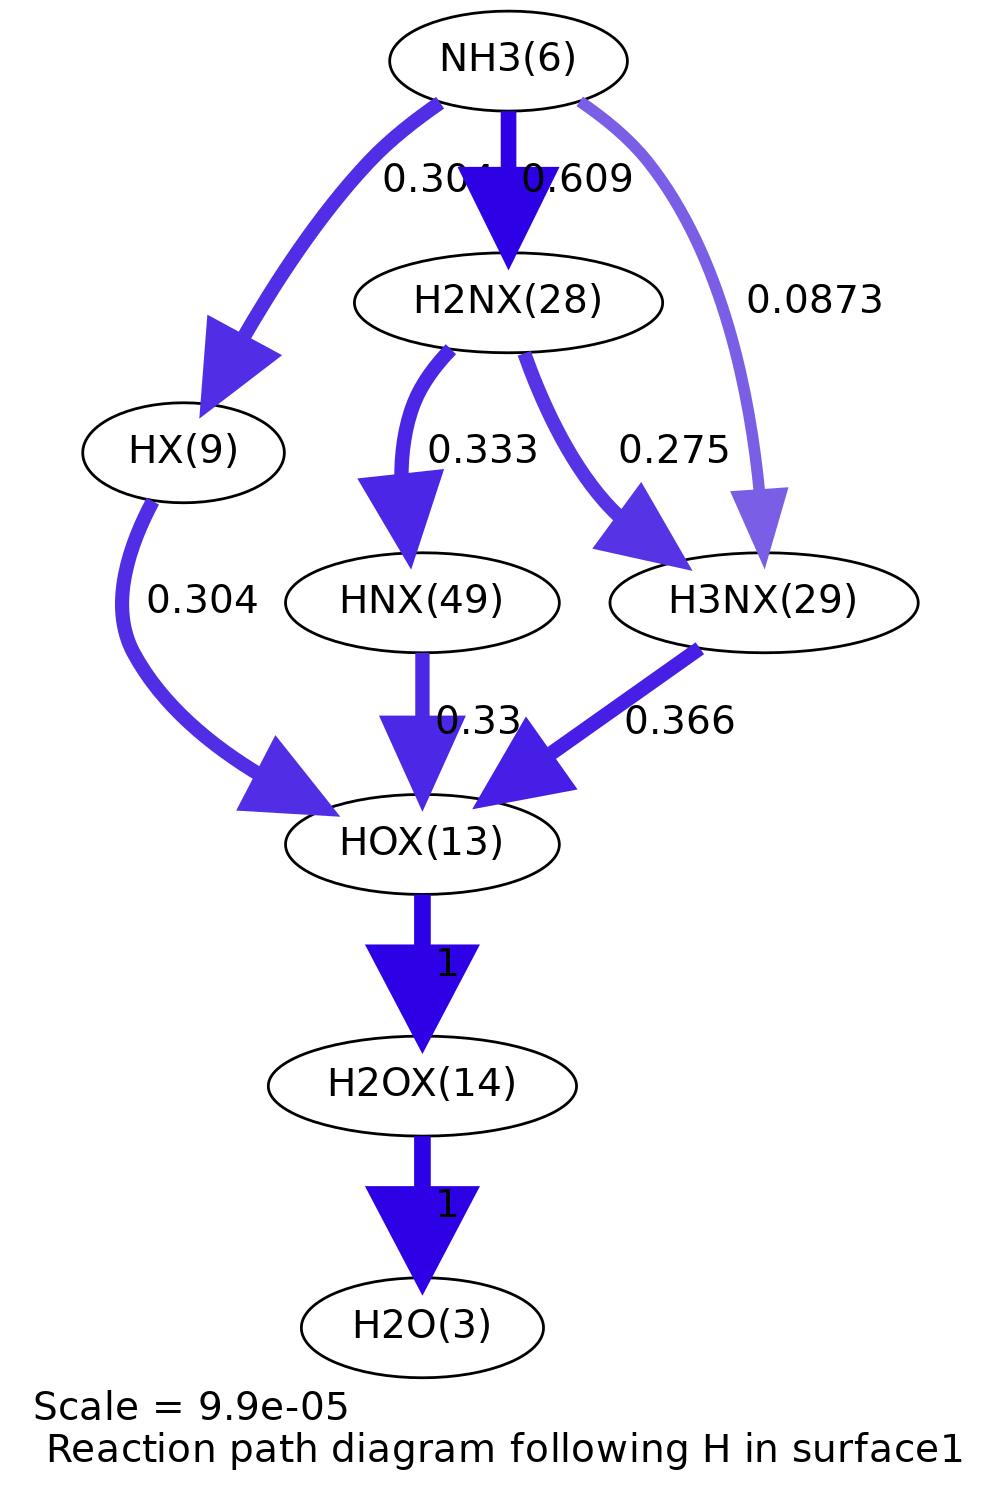 NH3(6)
0.304
0.609
H2NX(28)
0.0873
HX(9)
0.333
0.275
0.304
HNX(49)
H3NX(29)
0.33
0.366
HOX(13)
1
H2OX(14)
1
H2O(3)
Scale = 9.9e-05
Reaction path diagram following H in surface1